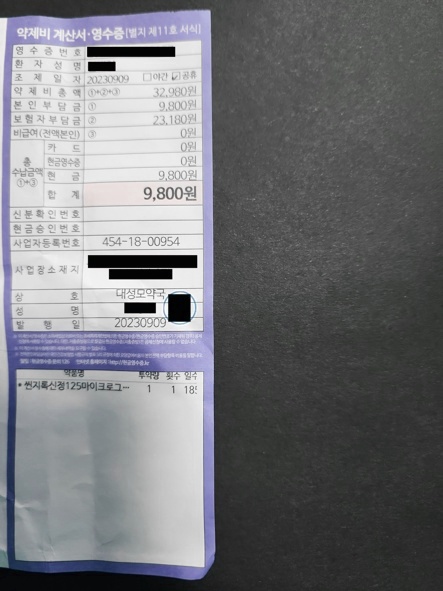 약제비 계산서·영수증 [별지 제11호 서식]
영수증번호
환자성명
조제일자 20230909 □야간 ☑공휴
약제비총액 ①+②+③ 32,980원
본인부담금 ① 9,800원
보험자부담금 ② 23,180원
비급여(전액본인) ③ 0원
총수납금액 ①+③
카드 0원
현금영수증 0원
현금 9,800원
합계 9,800원
신분확인번호
현금승인번호
사업자등록번호 454-18-00954
사업장소재지
상호 대성모약국
성명
발행일 20230909
약품명 투약량 횟수 일수
* 씬지록신정125마이크로그… 1 1 185